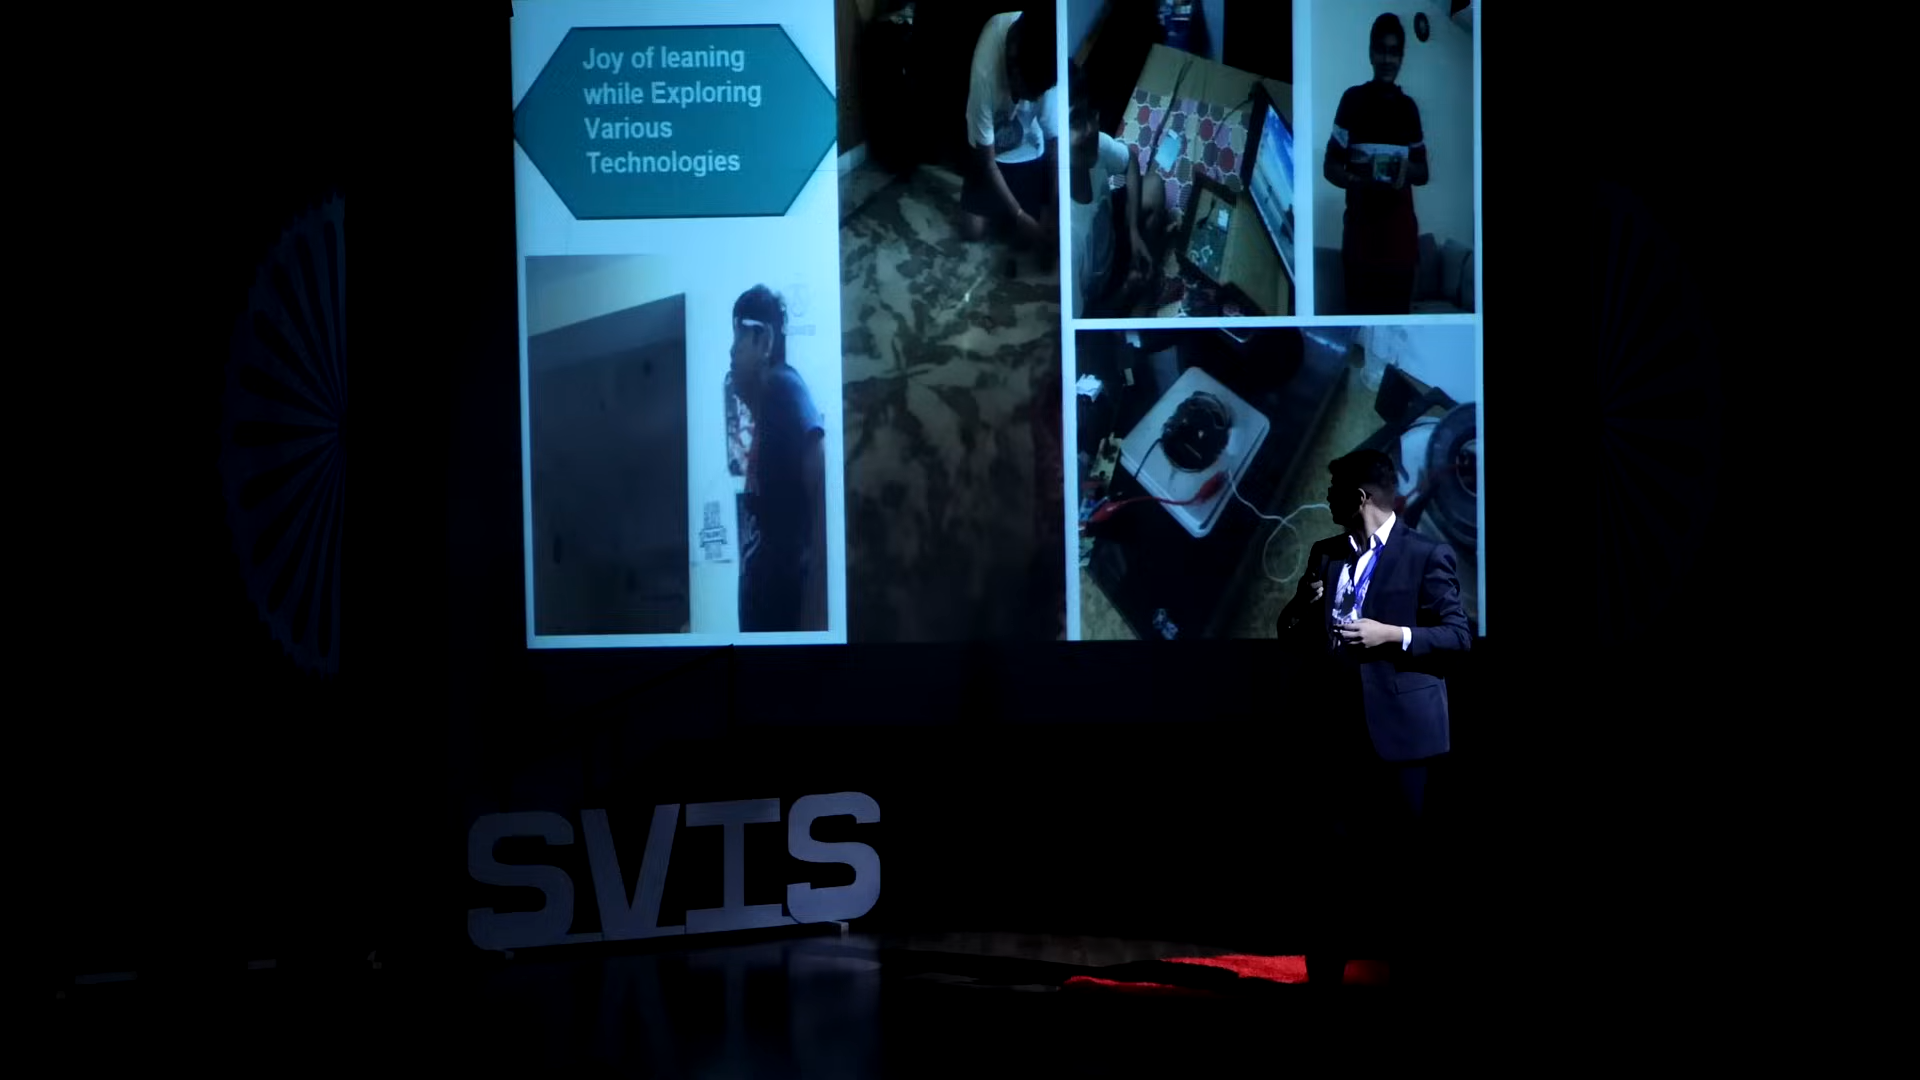 Joy of leaning
while Exploring
Various
Technologies
SVIS